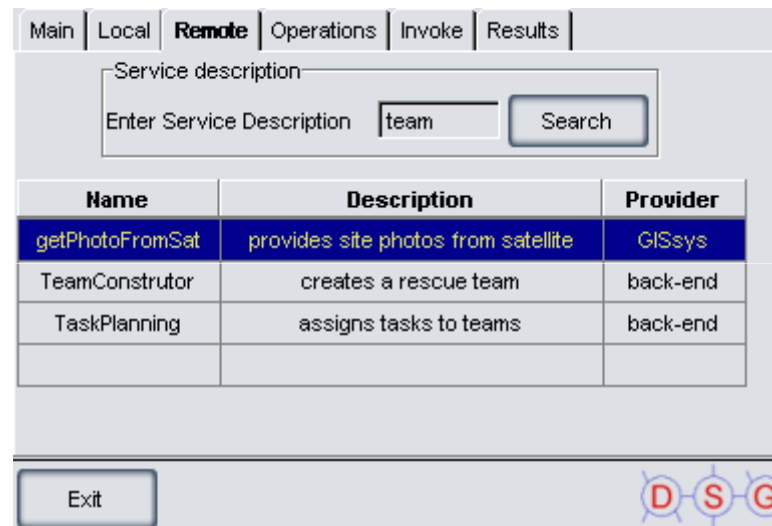 Main Local Remote Operations Invoke Results
Service description
Enter Service Description team Search
Name Description Provider
getPhotoFromSat provides site photos from satellite GISsys
TeamConstrutor creates a rescue team back-end
TaskPlanning assigns tasks to teams back-end
Exit D S G